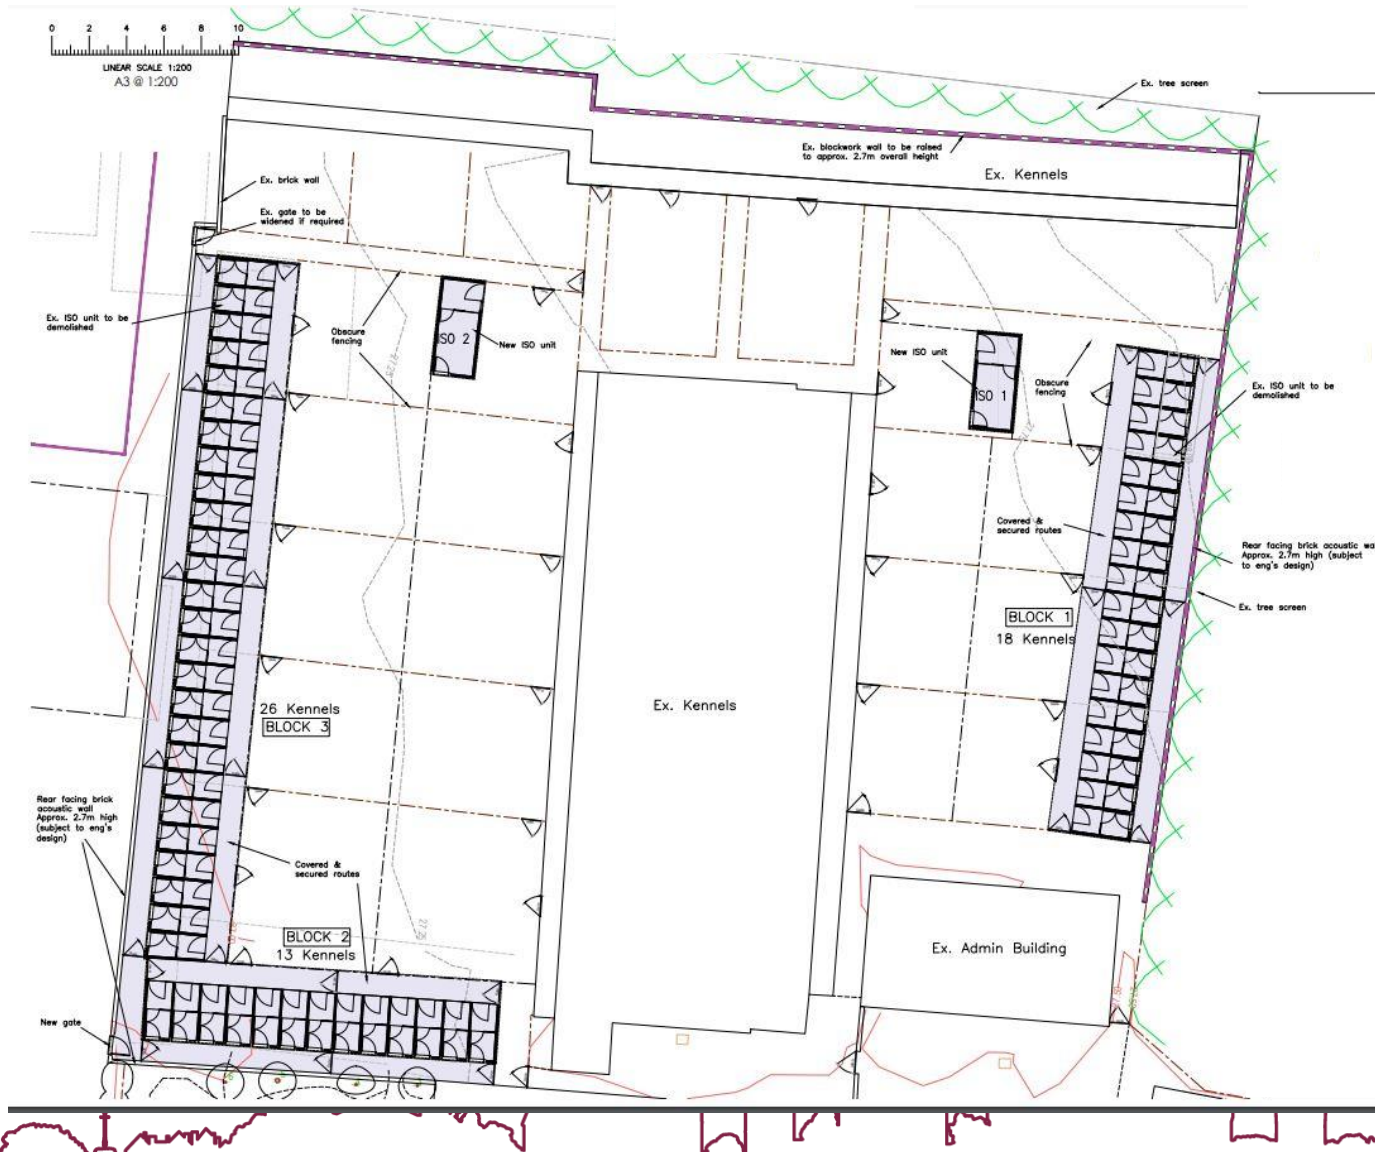 0 2 4 6 8 10
LINEAR SCALE 1:200
A3 @ 1:200
Ex. tree screen
Ex. blockwork wall to be raised
to approx. 2.7m overall height
Ex. Kennels
Ex. brick wall
Ex. gate to be
widened if required
Ex. ISO unit to be
demolished
Obscure
fencing
ISO 2
New ISO unit
New ISO unit
ISO 1
Obscure
fencing
Ex. ISO unit to be
demolished
Covered &
secured routes
Rear facing brick acoustic wa
Approx. 2.7m high (subject
to eng's design)
Ex. tree screen
BLOCK 1
18 Kennels
Ex. Kennels
26 Kennels
BLOCK 3
Rear facing brick
acoustic wall
Approx. 2.7m high
(subject to eng's
design)
Covered &
secured routes
BLOCK 2
13 Kennels
27.25
Ex. Admin Building
New gate